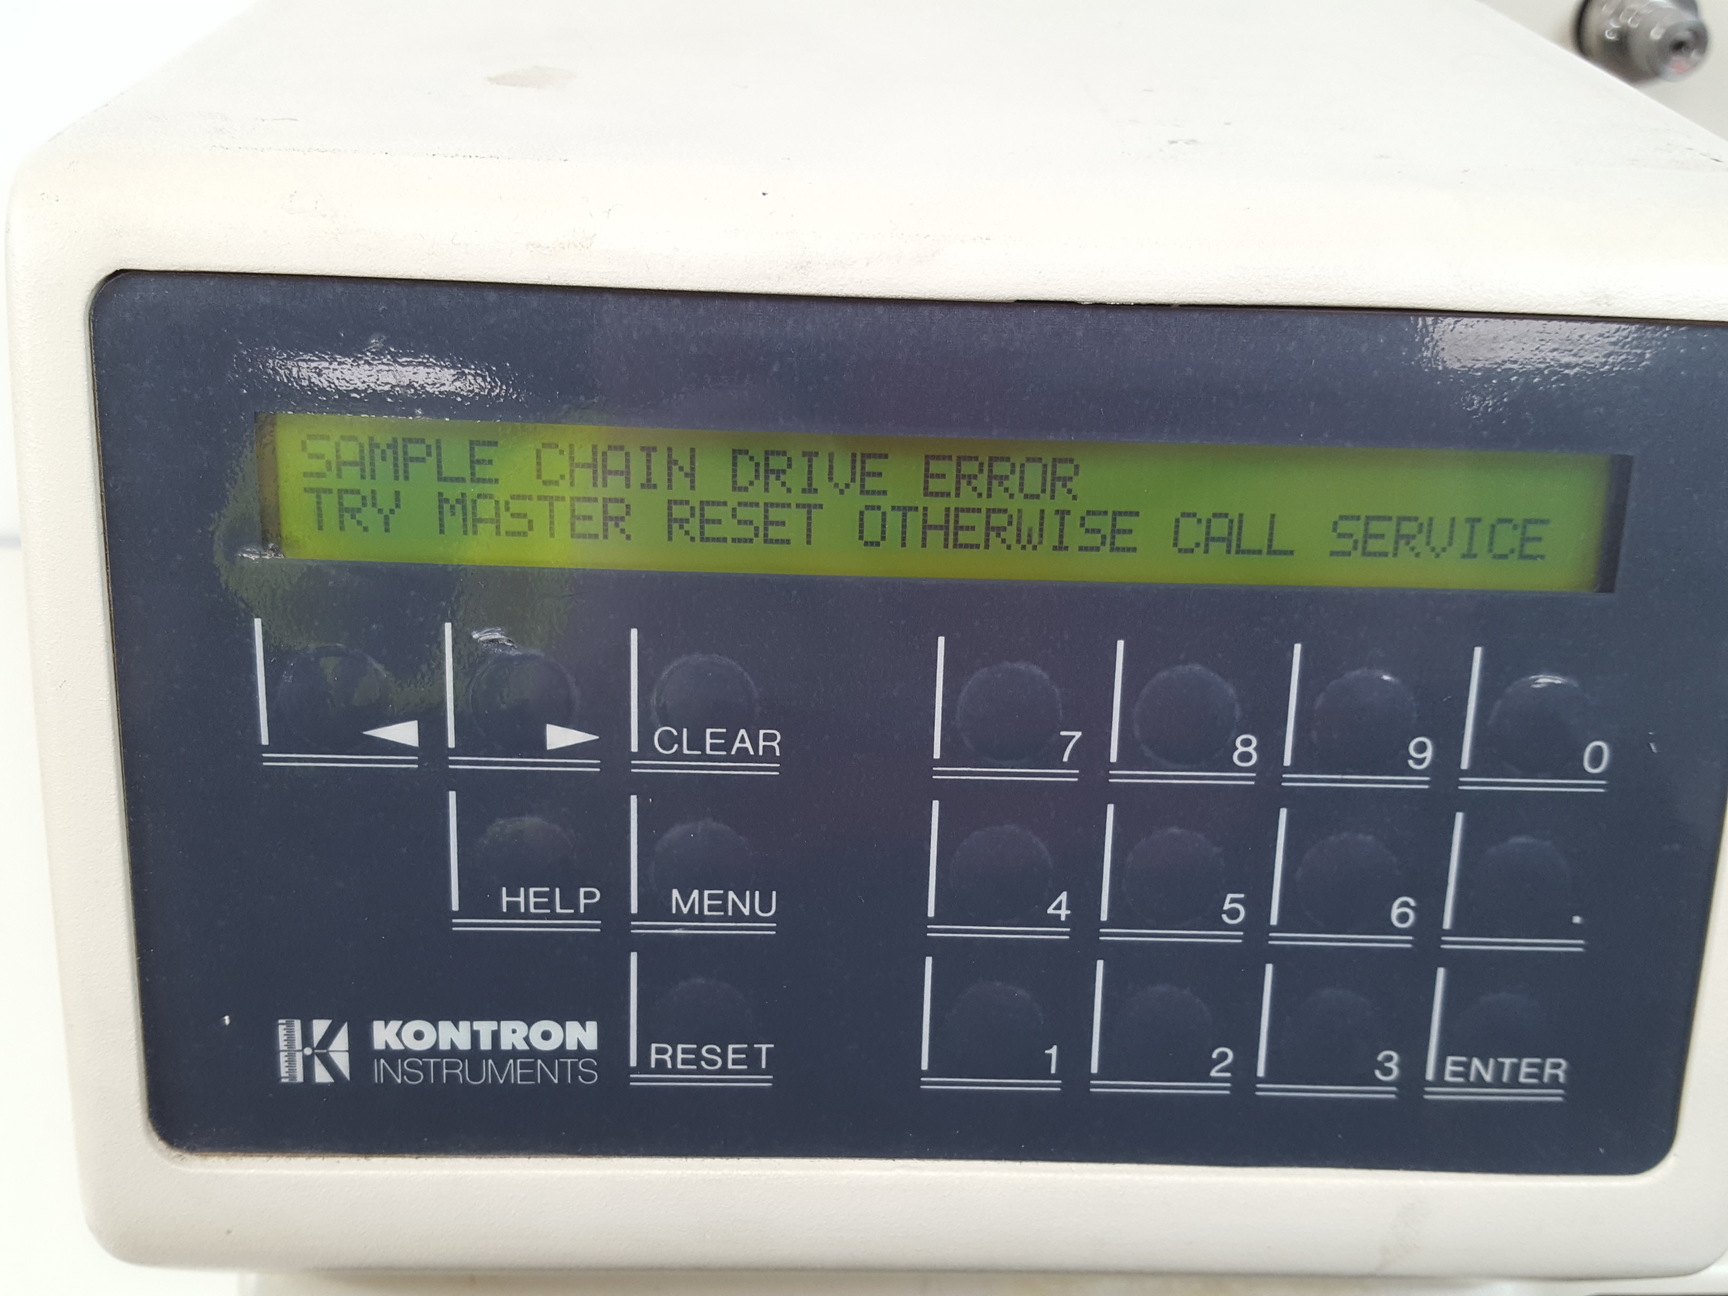 SAMPLE CHAIN DRIVE ERROR
TRY MASTER RESET OTHERWISE CALL SERVICE
CLEAR 7 8 9 0
HELP MENU 4 5 6 .
RESET 1 2 3 ENTER
KONTRON
INSTRUMENTS